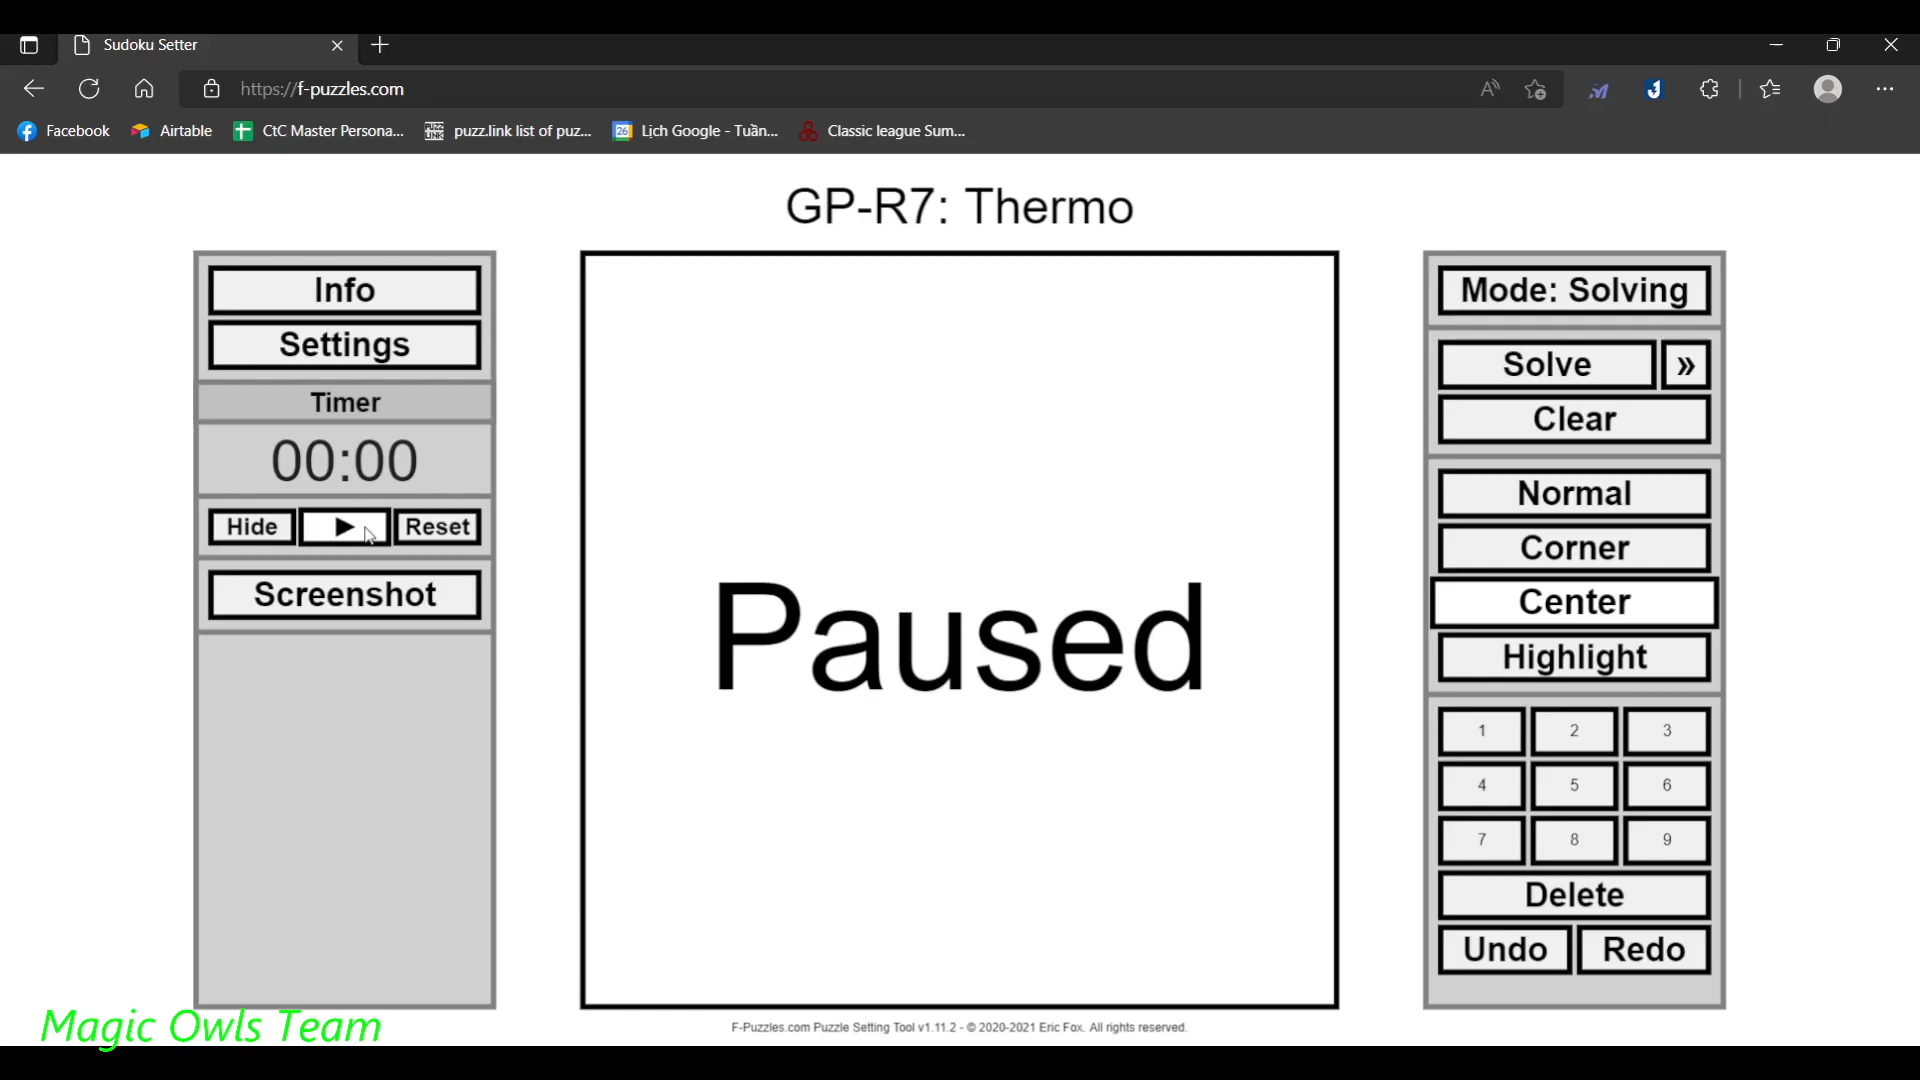 Sudoku Setter
https://f-puzzles.com
Facebook
Airtable
CtC Master Persona...
puzz.link list of puz...
26
Lịch Google - Tuần...
Classic league Sum...
GP-R7: Thermo
Info
Settings
Timer
00:00
Hide
Reset
Screenshot
Paused
Mode: Solving
Solve »
Clear
Normal
Corner
Center
Highlight
1 2 3
4 5 6
7 8 9
Delete
Undo Redo
Magic Owls Team
F-Puzzles.com Puzzle Setting Tool v1.11.2 - © 2020-2021 Eric Fox. All rights reserved.